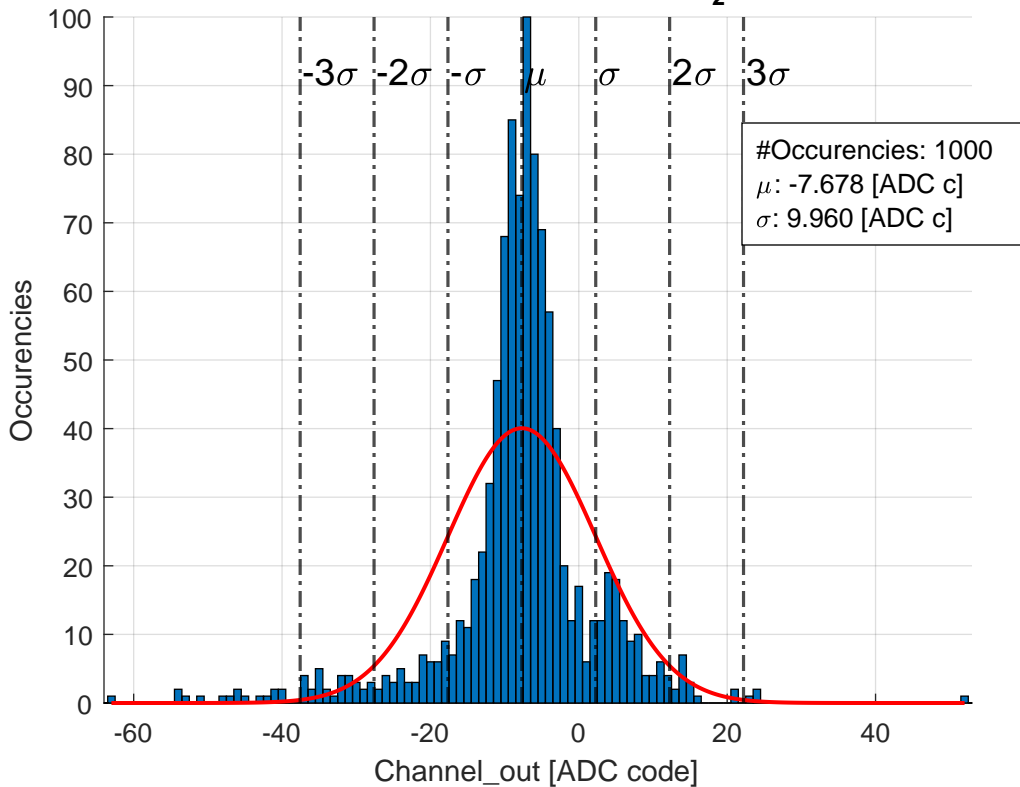 2
100
90
80
70
60
50
40
30
20
10
0
-3σ -2σ -σ μ σ 2σ 3σ
#Occurencies: 1000
μ: -7.678 [ADC c]
σ: 9.960 [ADC c]
Occurencies
-60 -40 -20 0 20 40
Channel_out [ADC code]